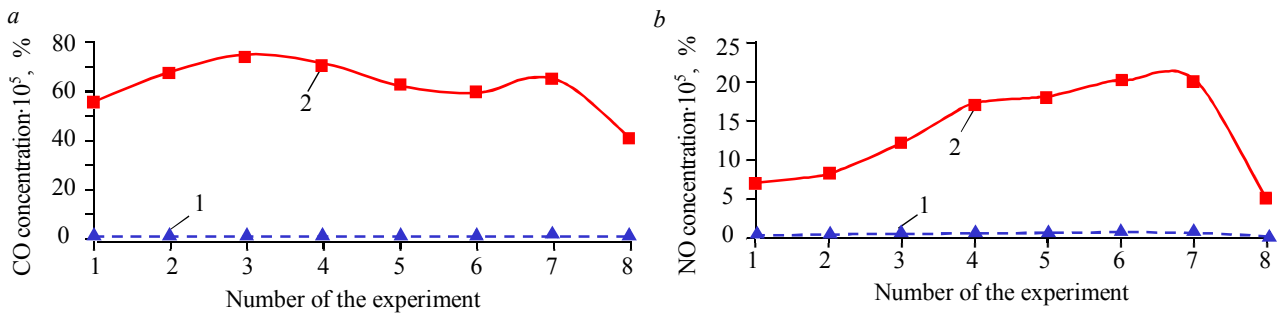 a
CO concentration·10⁵, %
80
60
40
20
0
2
1
1 2 3 4 5 6 7 8
Number of the experiment
b
NO concentration·10⁵, %
25
20
15
10
5
0
2
1
1 2 3 4 5 6 7 8
Number of the experiment